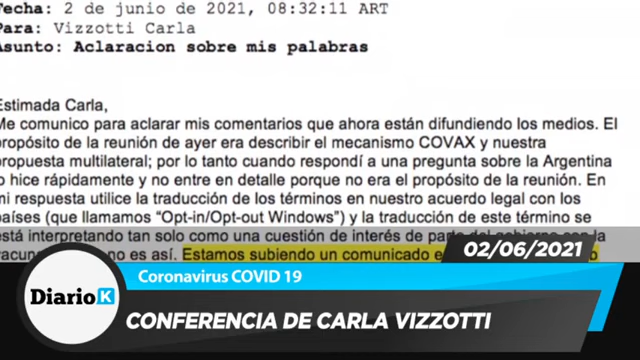 Fecha: 2 de junio de 2021, 08:32:11 ART
Para: Vizzotti Carla
Asunto: Aclaracion sobre mis palabras
Estimada Carla,
Me comunico para aclarar mis comentarios que ahora están difundiendo los medios. El
propósito de la reunión de ayer era describir el mecanismo COVAX y nuestra
propuesta multilateral; por lo tanto cuando respondí a una pregunta sobre la Argentina
lo hice rápidamente y no entre en detalle porque no era el propósito de la reunión. En
mi respuesta utilice la traducción de los términos en nuestro acuerdo legal con los
países (que llamamos “Opt-in/Opt-out Windows”) y la traducción de este término se
está interpretando tan solo como una cuestión de interés de
no es así. Estamos subiendo un comunicado
02/06/2021
Coronavirus COVID 19
Diario K
CONFERENCIA DE CARLA VIZZOTTI